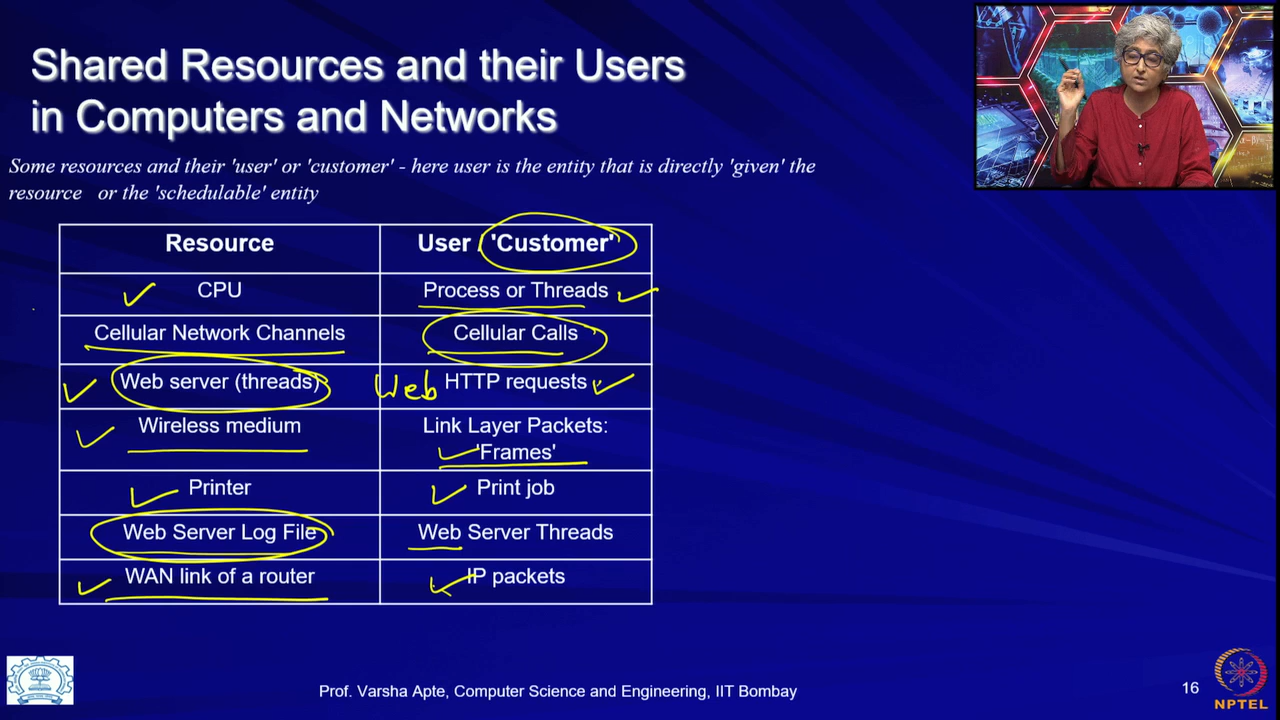 Shared Resources and their Users
in Computers and Networks
Some resources and their 'user' or 'customer' - here user is the entity that is directly 'given' the
resource or the 'schedulable' entity
Resource User / 'Customer'
CPU Process or Threads
Cellular Network Channels Cellular Calls
Web server (threads) Web HTTP requests
Wireless medium Link Layer Packets:
'Frames'
Printer Print job
Web Server Log File Web Server Threads
WAN link of a router IP packets
Prof. Varsha Apte, Computer Science and Engineering, IIT Bombay
16
NPTEL